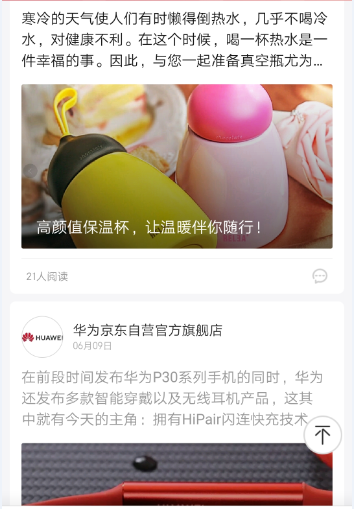 寒冷的天气使人们有时懒得倒热水，几乎不喝冷
水，对健康不利。在这个时候，喝一杯热水是一
件幸福的事。因此，与您一起准备真空瓶尤为...
高颜值保温杯，让温暖伴你随行！
21人阅读
HUAWEI
华为京东自营官方旗舰店
06月09日
在前段时间发布华为P30系列手机的同时，华为
还发布多款智能穿戴以及无线耳机产品，这其
中就有今天的主角：拥有HiPair闪连快充技术